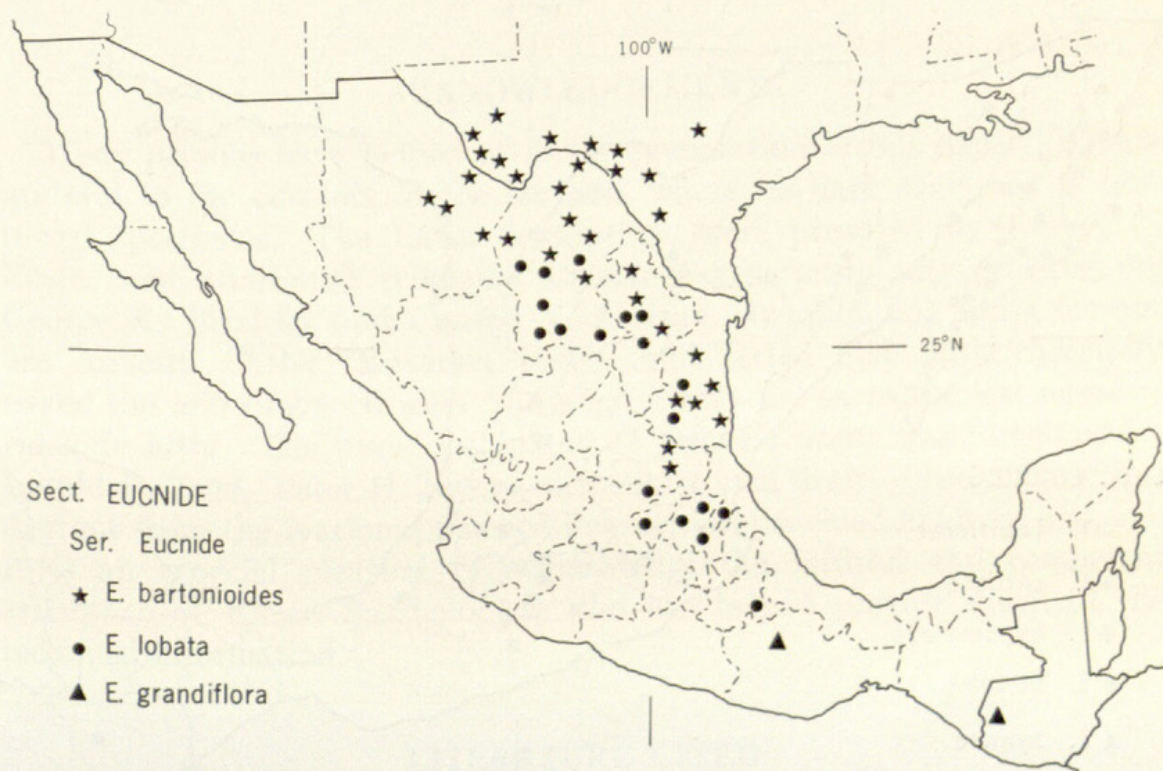 100°W
25°N
Sect. EUCNIDE
Ser. Eucnide
E. bartonioides
E. lobata
E. grandiflora